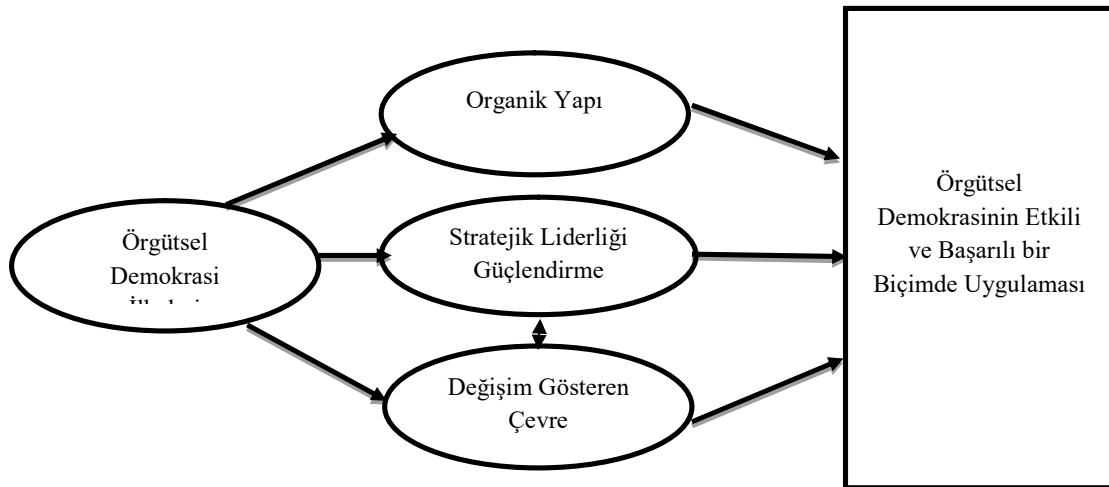 Organik Yapı
Örgütsel
Demokrasi
Stratejik Liderliği
Güçlendirme
Değişim Gösteren
Çevre
Örgütsel
Demokrasinin Etkili
ve Başarılı bir
Biçimde Uygulaması